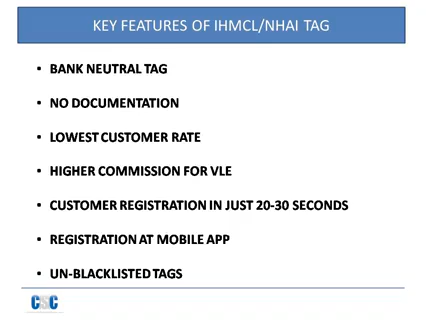 KEY FEATURES OF IHMCL/NHAI TAG
• BANK NEUTRAL TAG
• NO DOCUMENTATION
• LOWEST CUSTOMER RATE
• HIGHER COMMISSION FOR VLE
• CUSTOMER REGISTRATION IN JUST 20-30 SECONDS
• REGISTRATION AT MOBILE APP
• UN-BLACKLISTED TAGS
CSC